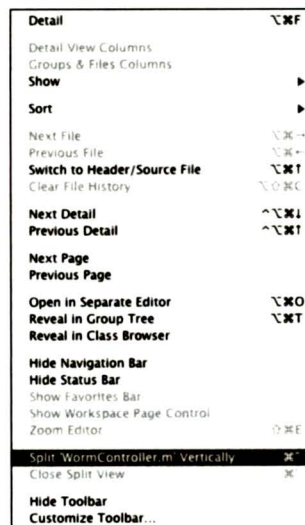 Detail ⌥⌘F
Detail View Columns
Groups & Files Columns
Show ▶
Sort ▶
Next File ⌥⌘→
Previous File ⌥⌘←
Switch to Header/Source File ⌥⌘↑
Clear File History ⌥⇧⌘C
Next Detail ^⌥⌘↓
Previous Detail ^⌥⌘↑
Next Page
Previous Page
Open in Separate Editor ⌥⌘O
Reveal in Group Tree ⌥⌘T
Reveal in Class Browser
Hide Navigation Bar
Hide Status Bar
Show Favorites Bar
Show Workspace Page Control
Zoom Editor ⇧⌘E
Split 'WormController.m' Vertically ⌘"
Close Split View ⌘
Hide Toolbar
Customize Toolbar...